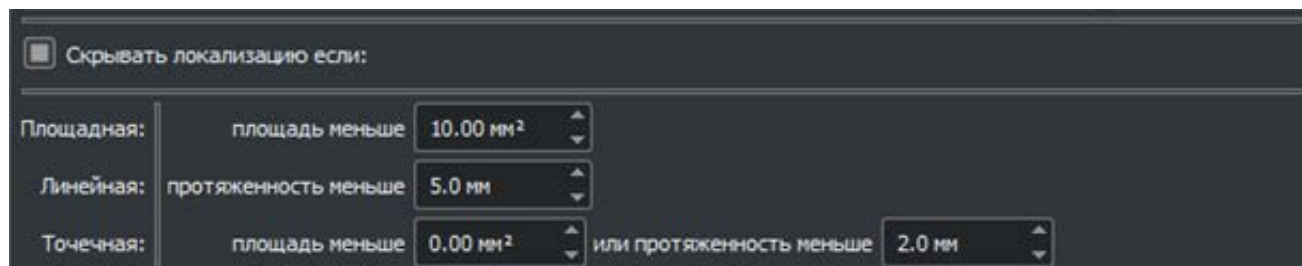 Скрывать локализацию если:
Площадная: площадь меньше 10.00 мм²
Линейная: протяженность меньше 5.0 мм
Точечная: площадь меньше 0.00 мм² или протяженность меньше 2.0 мм